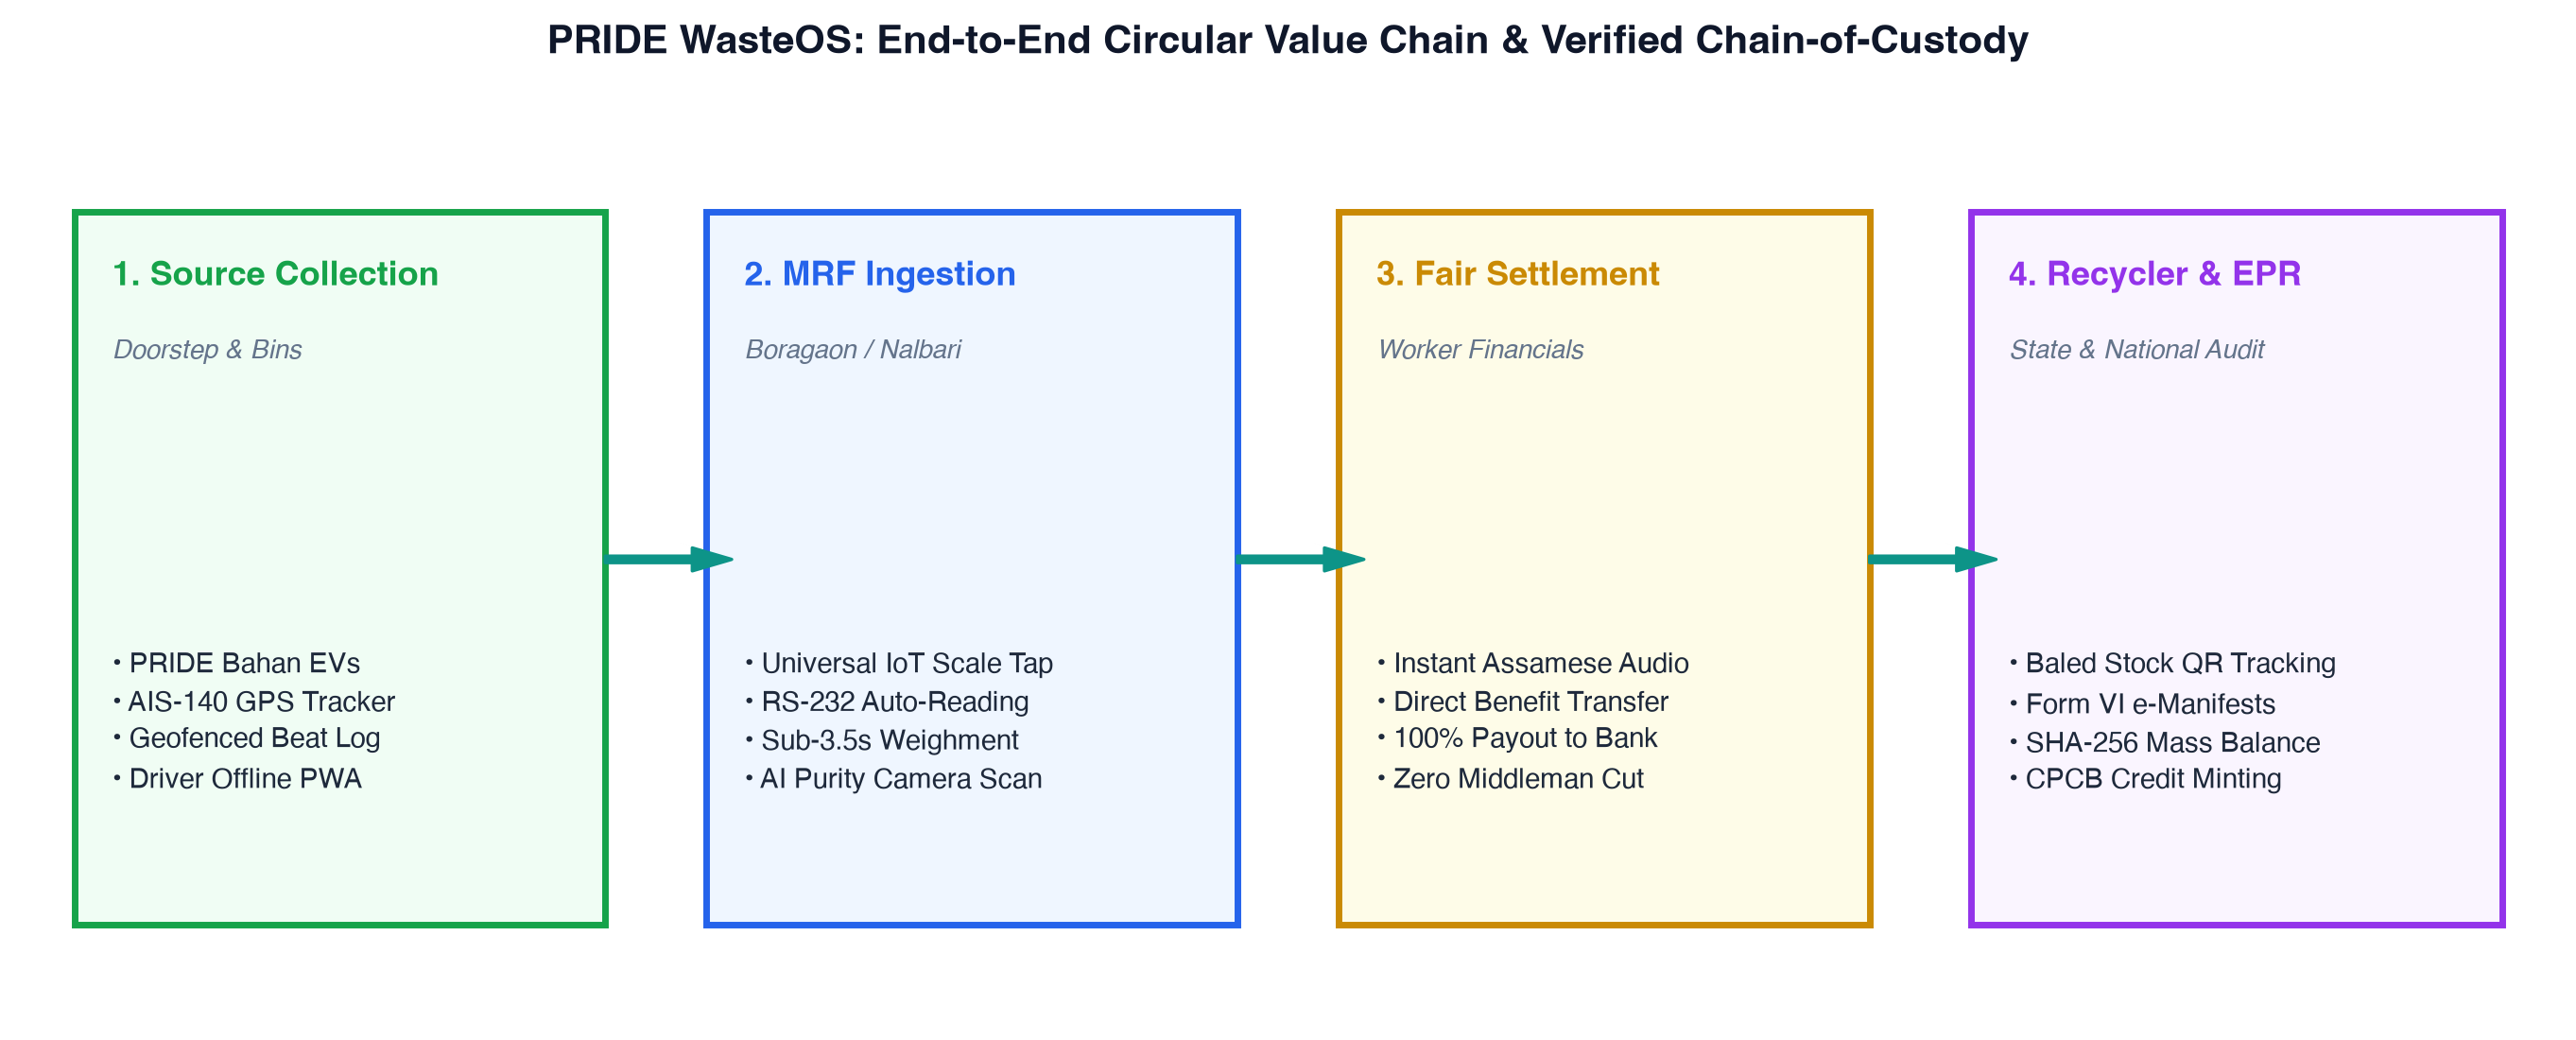 PRIDE WasteOS: End-to-End Circular Value Chain & Verified Chain-of-Custody
1. Source Collection
Doorstep & Bins
• PRIDE Bahan EVs
• AIS-140 GPS Tracker
• Geofenced Beat Log
• Driver Offline PWA
2. MRF Ingestion
Boragaon / Nalbari
• Universal IoT Scale Tap
• RS-232 Auto-Reading
• Sub-3.5s Weighment
• AI Purity Camera Scan
3. Fair Settlement
Worker Financials
• Instant Assamese Audio
• Direct Benefit Transfer
• 100% Payout to Bank
• Zero Middleman Cut
4. Recycler & EPR
State & National Audit
• Baled Stock QR Tracking
• Form VI e-Manifests
• SHA-256 Mass Balance
• CPCB Credit Minting